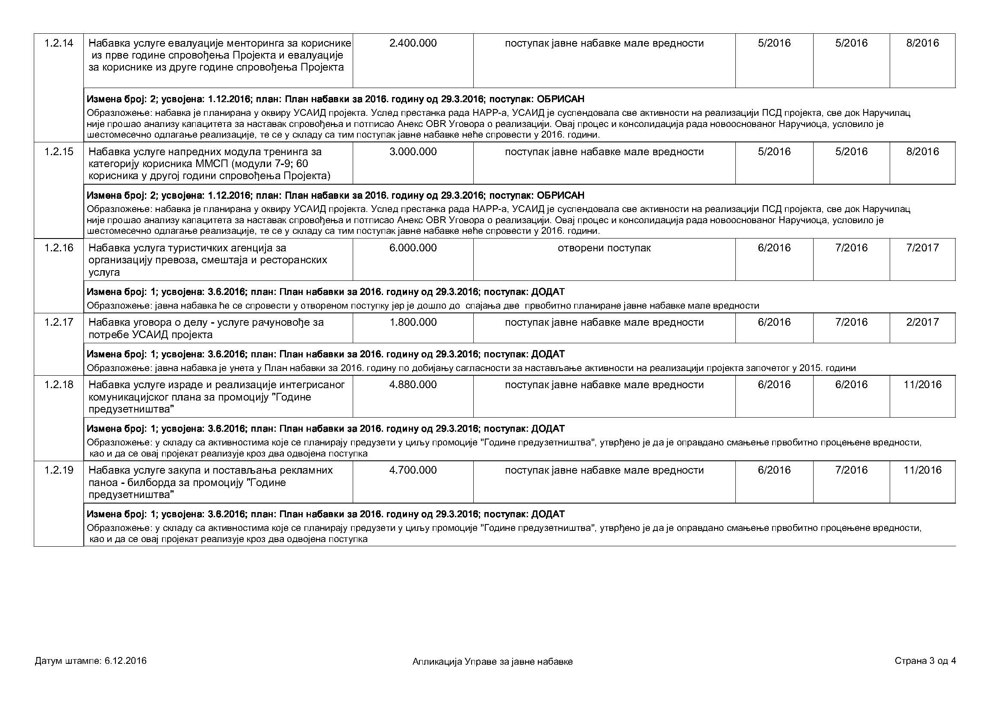 1.2.14 Набавка услуге евалуације менторинга за кориснике 2.400.000 поступак јавне набавке мале вредности 5/2016 5/2016 8/2016
из прве године спровођења Пројекта и евалуације
за кориснике из друге године спровођења Пројекта
Измена број: 2; усвојена: 1.12.2016; план: План набавки за 2016. годину од 29.3.2016; поступак: ОБРИСАН
Образложење: набавка је планирана у оквиру УСАИД пројекта. Услед престанка рада НАРР-а, УСАИД је суспендовала све активности на реализацији ПСД пројекта, све док Наручилац
није прошао анализу капацитета за наставак спровођења и потписао Анекс OBR Уговора о реализацији. Овај процес и консолидација рада новооснованог Наручиоца, условило је
шестомесечно одлагање реализације, те се у складу са тим поступак јавне набавке неће спровести у 2016. години.
1.2.15 Набавка услуге напредних модула тренинга за 3.000.000 поступак јавне набавке мале вредности 5/2016 5/2016 8/2016
категорију корисника ММСП (модули 7-9; 60
корисника у другој години спровођења Пројекта)
Измена број: 2; усвојена: 1.12.2016; план: План набавки за 2016. годину од 29.3.2016; поступак: ОБРИСАН
Образложење: набавка је планирана у оквиру УСАИД пројекта. Услед престанка рада НАРР-а, УСАИД је суспендовала све активности на реализацији ПСД пројекта, све док Наручилац
није прошао анализу капацитета за наставак спровођења и потписао Анекс OBR Уговора о реализацији. Овај процес и консолидација рада новооснованог Наручиоца, условило је
шестомесечно одлагање реализације, те се у складу са тим поступак јавне набавке неће спровести у 2016. години.
1.2.16 Набавка услуга туристичких агенција за 6.000.000 отворени поступак 6/2016 7/2016 7/2017
организацију превоза, смештаја и ресторанских
услуга
Измена број: 1; усвојена: 3.6.2016; план: План набавки за 2016. годину од 29.3.2016; поступак: ДОДАТ
Образложење: јавна набавка ће се спровести у отвореном поступку јер је дошло до спајања две првобитно планиране јавне набавке мале вредности
1.2.17 Набавка уговора о делу - услуге рачуновође за 1.800.000 поступак јавне набавке мале вредности 6/2016 7/2016 2/2017
потребе УСАИД пројекта
Измена број: 1; усвојена: 3.6.2016; план: План набавки за 2016. годину од 29.3.2016; поступак: ДОДАТ
Образложење: јавна набавка је унета у План набавки за 2016. годину по добијању сагласности за настављање активности на реализацији пројекта започетог у 2015. години
1.2.18 Набавка услуге израде и реализације интегрисаног 4.880.000 поступак јавне набавке мале вредности 6/2016 6/2016 11/2016
комуникацијског плана за промоцију "Године
предузетништва"
Измена број: 1; усвојена: 3.6.2016; план: План набавки за 2016. годину од 29.3.2016; поступак: ДОДАТ
Образложење: у складу са активностима које се планирају предузети у циљу промоције "Године предузетништва", утврђено је да је оправдано смањење првобитно процењене вредности,
као и да се овај пројекат реализује кроз два одвојена поступка
1.2.19 Набавка услуге закупа и постављања рекламних 4.700.000 поступак јавне набавке мале вредности 6/2016 7/2016 11/2016
паноа - билборда за промоцију "Године
предузетништва"
Измена број: 1; усвојена: 3.6.2016; план: План набавки за 2016. годину од 29.3.2016; поступак: ДОДАТ
Образложење: у складу са активностима које се планирају предузети у циљу промоције "Године предузетништва", утврђено је да је оправдано смањење првобитно процењене вредности,
као и да се овај пројекат реализује кроз два одвојена поступка
Датум штампе: 6.12.2016 Апликација Управе за јавне набавке Страна 3 од 4